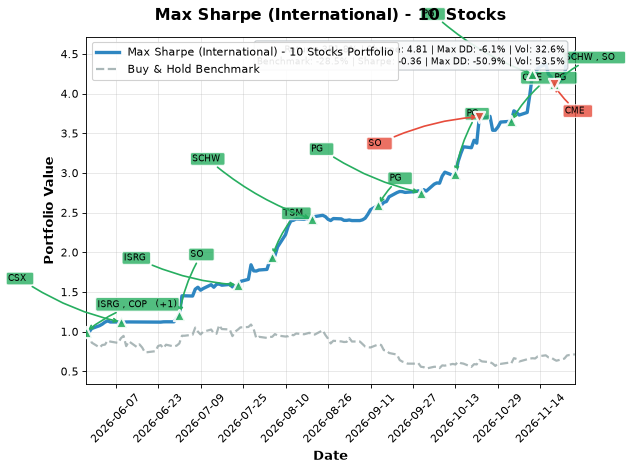 Max Sharpe (International) - 10 Stocks
PG
Max Sharpe (International) - 10 Stocks Portfolio
Buy & Hold Benchmark
4.81 | Max DD: -6.1% | Vol: 32.6%
-0.36 | Max DD: -50.9% | Vol: 53.5%
SCHW , SO
PG
CME
PG
SO
PG
SCHW
PG
TSM
SO
ISRG
CSX
ISRG , COP (+1)
Portfolio Value
4.5
4.0
3.5
3.0
2.5
2.0
1.5
1.0
0.5
2026-06-07
2026-06-23
2026-07-09
2026-07-25
2026-08-10
2026-08-26
2026-09-11
2026-09-27
2026-10-13
2026-10-29
2026-11-14
Date